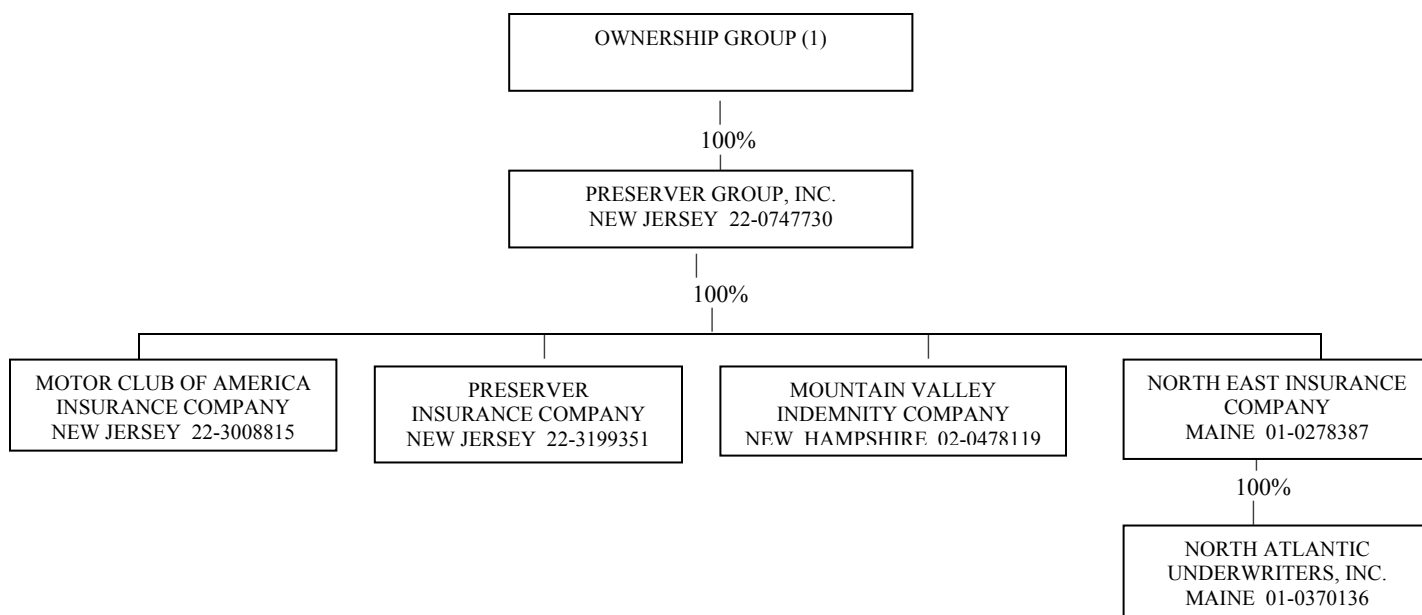 OWNERSHIP GROUP (1)
100%
PRESERVER GROUP, INC.
NEW JERSEY 22-0747730
100%
MOTOR CLUB OF AMERICA
INSURANCE COMPANY
NEW JERSEY 22-3008815
PRESERVER
INSURANCE COMPANY
NEW JERSEY 22-3199351
MOUNTAIN VALLEY
INDEMNITY COMPANY
NEW HAMPSHIRE 02-0478119
NORTH EAST INSURANCE
COMPANY
MAINE 01-0278387
100%
NORTH ATLANTIC
UNDERWRITERS, INC.
MAINE 01-0370136